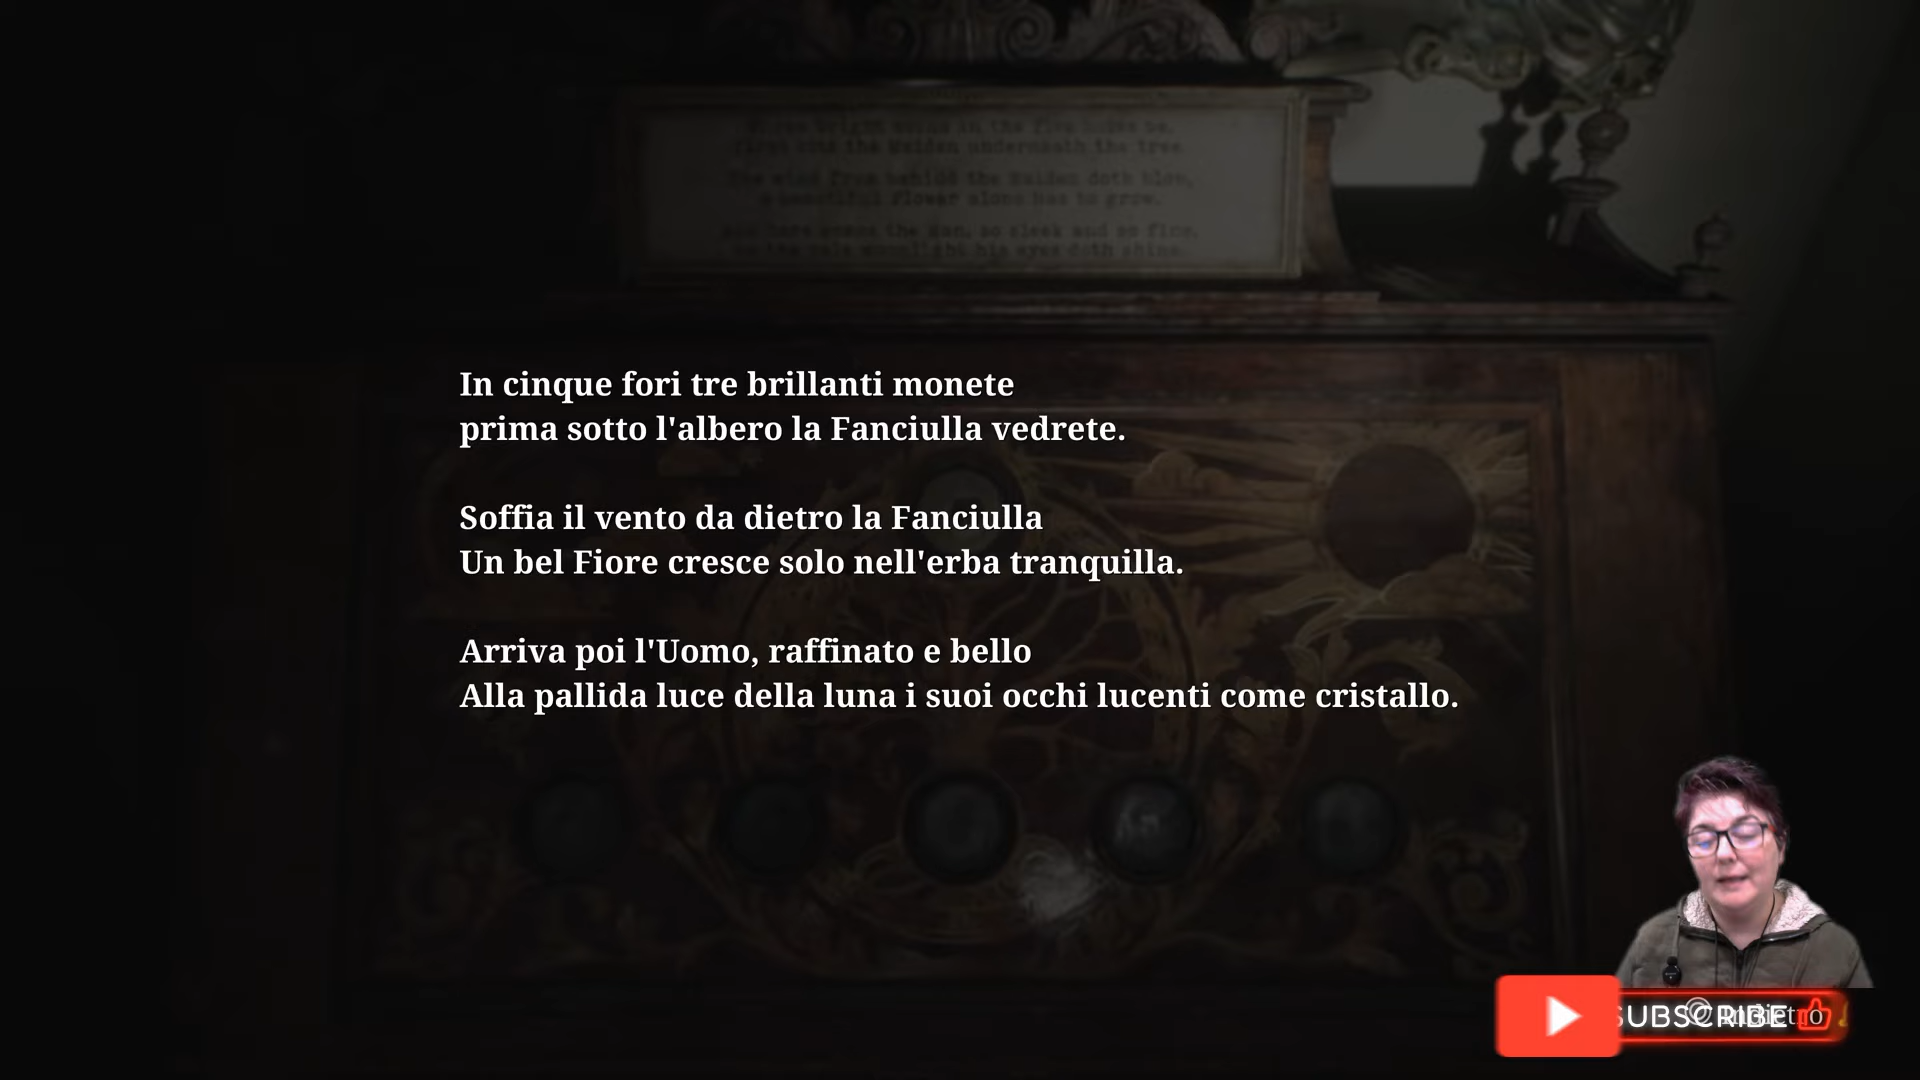 In cinque fori tre brillanti monete
prima sotto l'albero la Fanciulla vedrete.
Soffia il vento da dietro la Fanciulla
Un bel Fiore cresce solo nell'erba tranquilla.
Arriva poi l'Uomo, raffinato e bello
Alla pallida luce della luna i suoi occhi lucenti come cristallo.
SUBSCRIBE